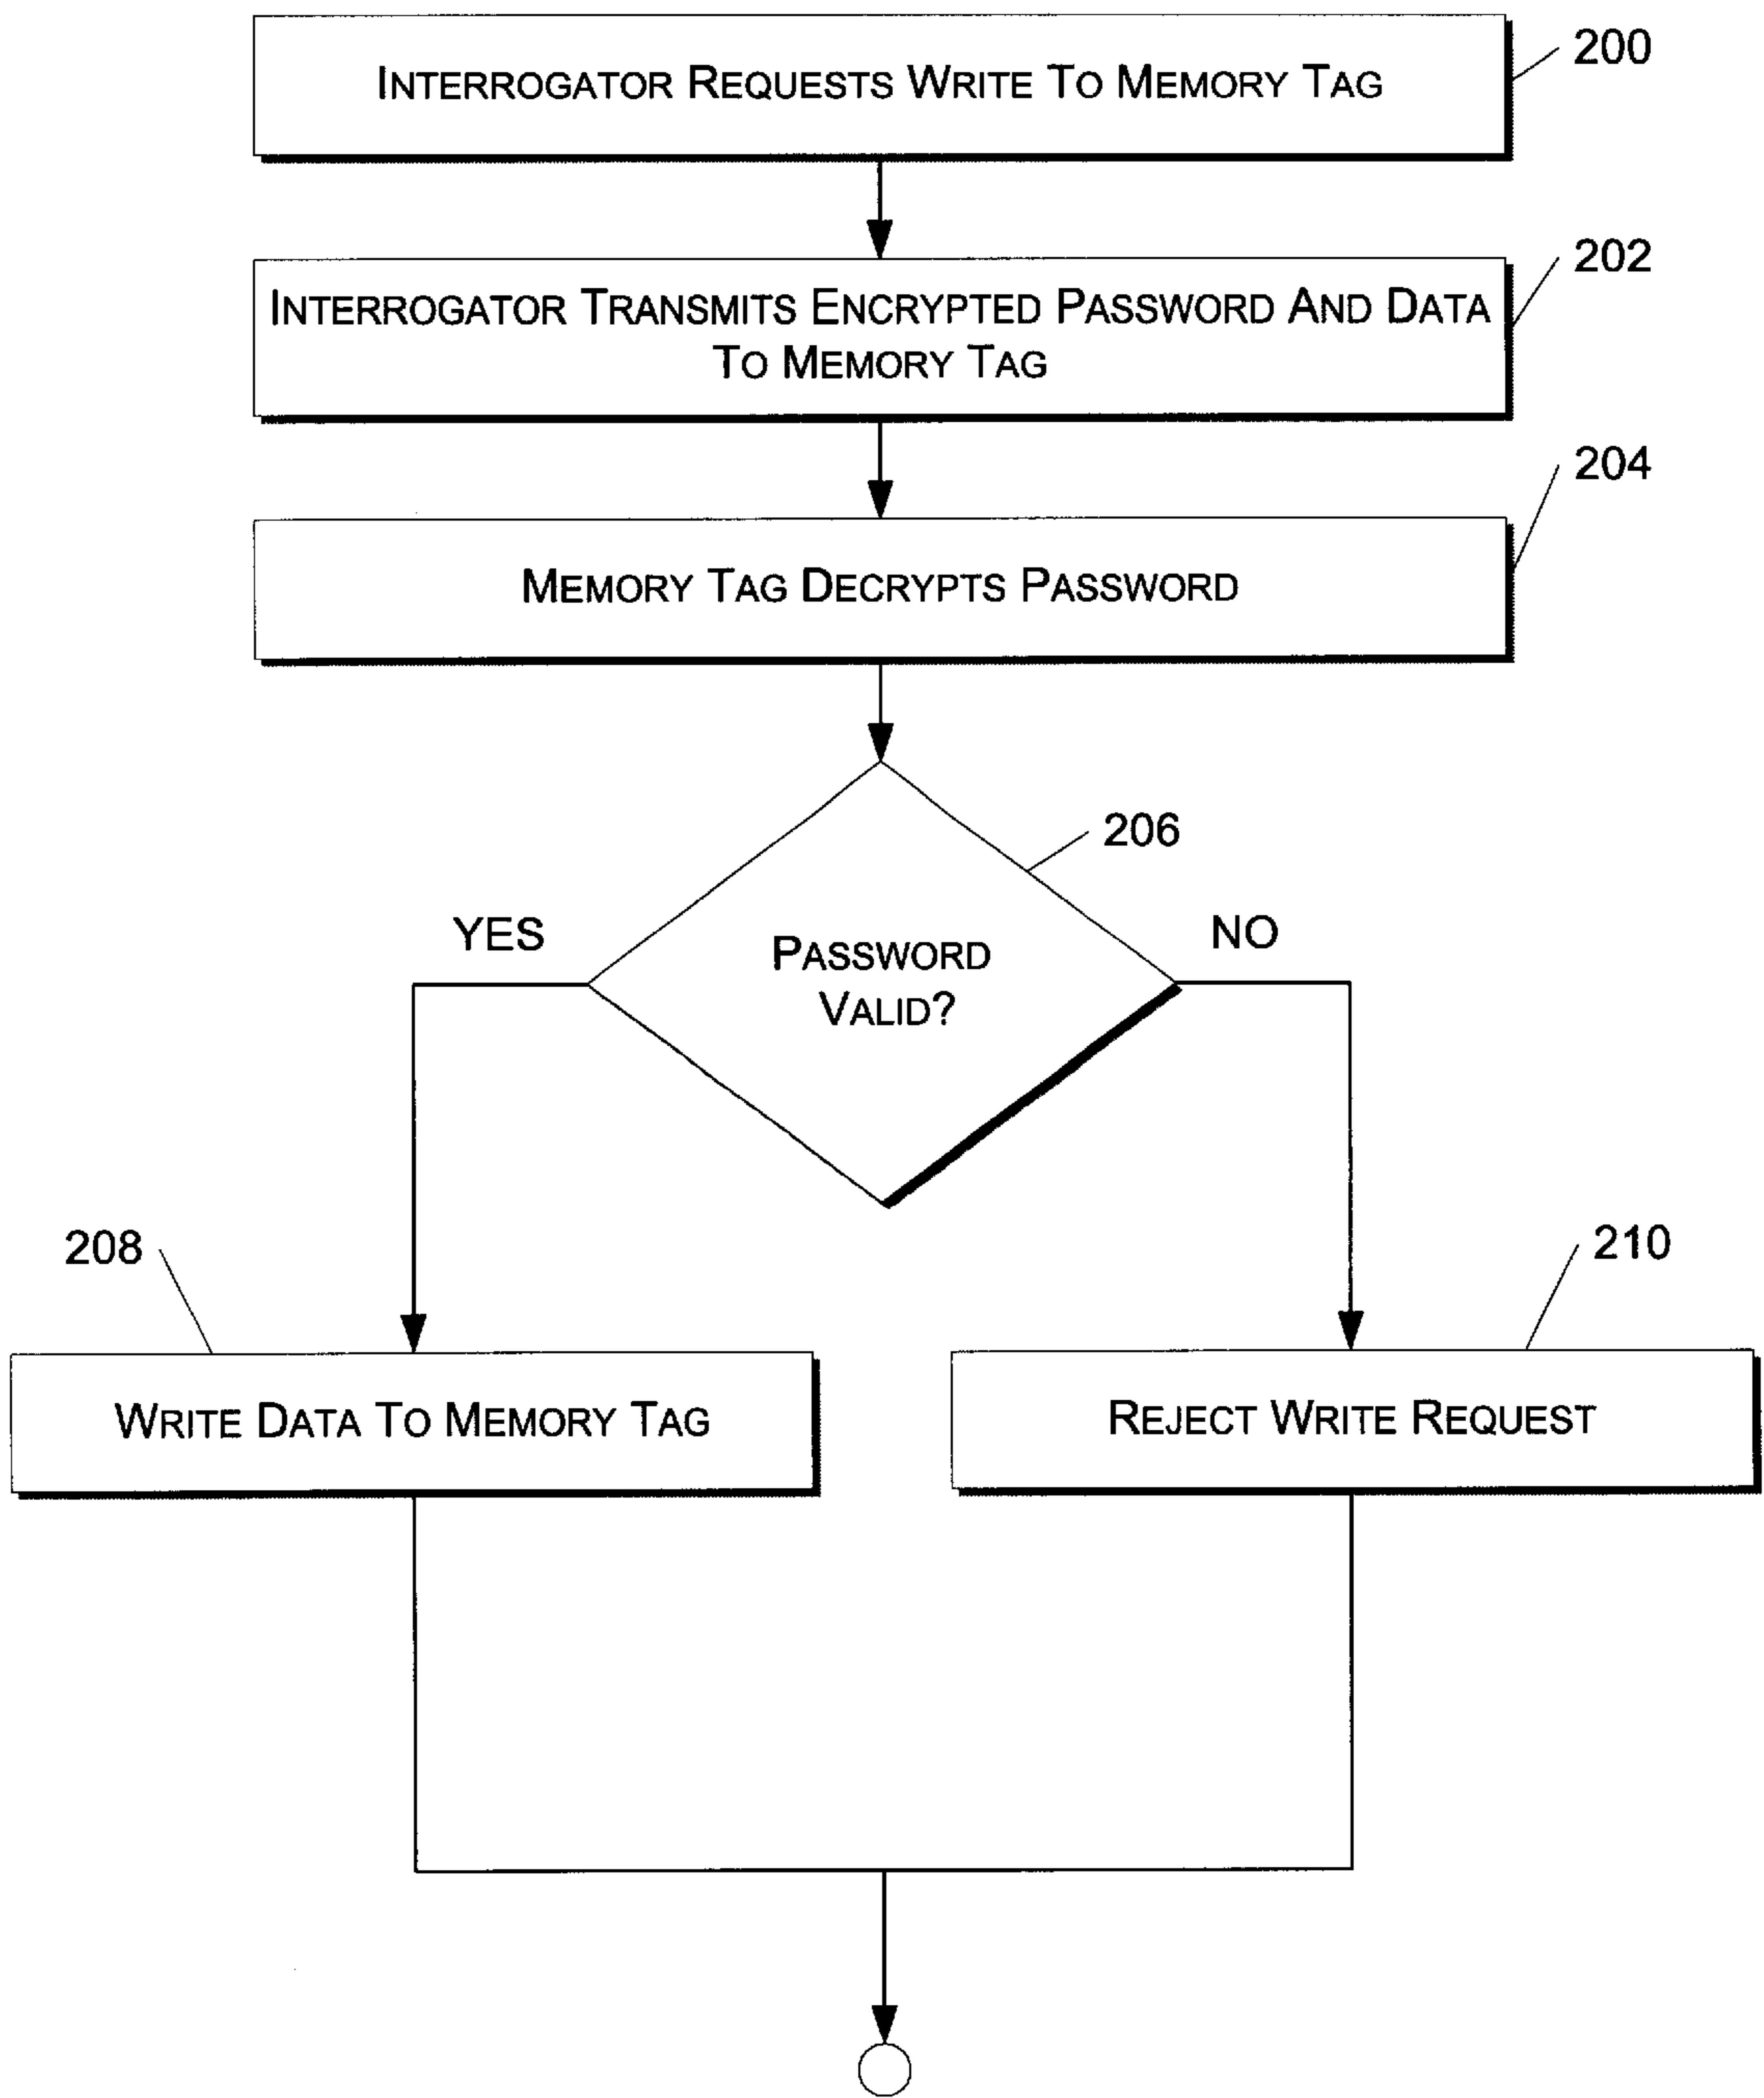 INTERROGATOR REQUESTS WRITE TO MEMORY TAG
200
INTERROGATOR TRANSMITS ENCRYPTED PASSWORD AND DATA
TO MEMORY TAG
202
MEMORY TAG DECRYPTS PASSWORD
204
206
YES
NO
PASSWORD
VALID?
208
210
WRITE DATA TO MEMORY TAG
REJECT WRITE REQUEST